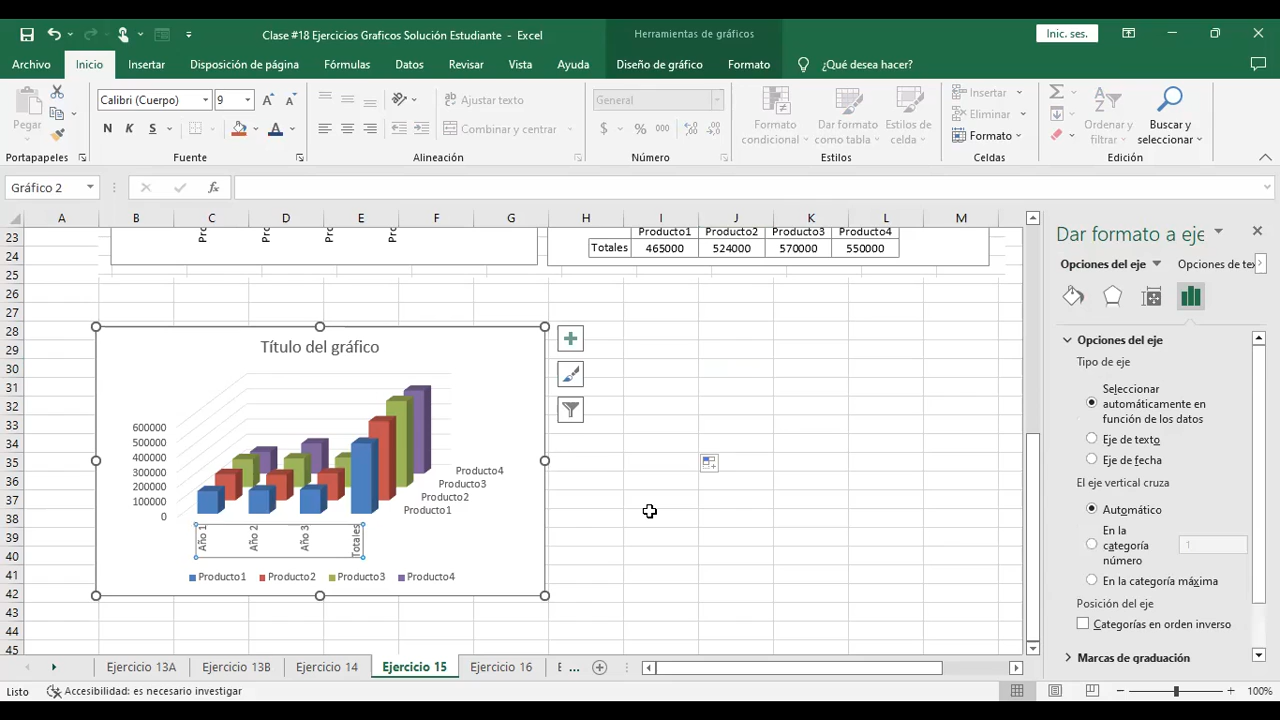 Clase #18 Ejercicios Graficos Solución Estudiante - Excel
Herramientas de gráficos
Inic. ses.
Archivo Inicio Insertar Disposición de página Fórmulas Datos Revisar Vista Ayuda Diseño de gráfico Formato ¿Qué desea hacer?
Pegar
Calibri (Cuerpo) 9
N K S
Ajustar texto
Combinar y centrar
General
$ % 000
Formato condicional
Dar formato como tabla
Estilos de celda
Insertar
Eliminar
Formato
Ordenar y filtrar
Buscar y seleccionar
Portapapeles Fuente Alineación Número Estilos Celdas Edición
Gráfico 2 fx
A B C D E F G H I J K L M
23
24
25
26
27
28
29
30
31
32
33
34
35
36
37
38
39
40
41
42
43
44
45
Pro Pro Pro Pro
Producto1 Producto2 Producto3 Producto4
Totales 465000 524000 570000 550000
Título del gráfico
600000
500000
400000
300000
200000
100000
0
Producto4
Producto3
Producto2
Producto1
Año 1 Año 2 Año 3 Totales
Producto1 Producto2 Producto3 Producto4
Dar formato a eje
Opciones del eje Opciones de tex
Opciones del eje
Tipo de eje
Seleccionar
automáticamente en
función de los datos
Eje de texto
Eje de fecha
El eje vertical cruza
Automático
En la
categoría
número
1
En la categoría máxima
Posición del eje
Categorías en orden inverso
Marcas de graduación
Ejercicio 13A Ejercicio 13B Ejercicio 14 Ejercicio 15 Ejercicio 16 E ...
Listo Accesibilidad: es necesario investigar 100%